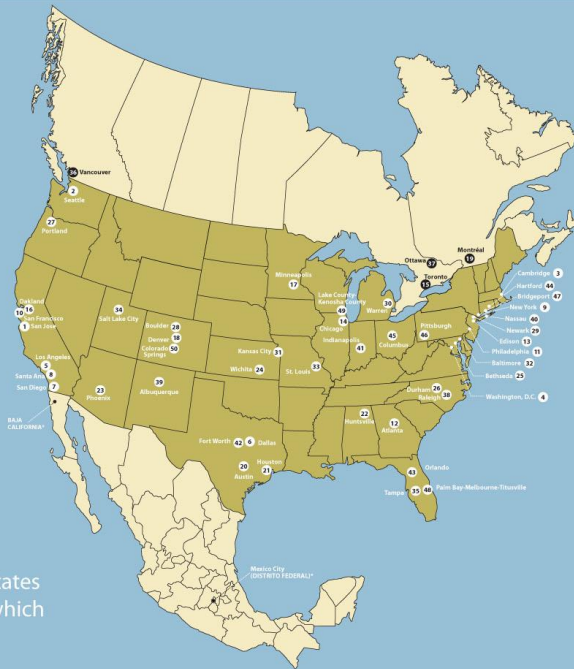 36 Vancouver
2
Seattle
27
Portland
Ottawa 37
Montréal
19
Toronto
15
Minneapolis
17
Lake County-
Kenosha County
49
Chicago
14
30
Warren
Cambridge 3
Hartford 44
Bridgeport 47
New York 9
Nassau 40
Newark 29
Edison 13
Philadelphia 11
Baltimore 32
Bethesda 25
Washington, D.C. 4
Oakland
16
10
San Francisco
1 San Jose
34
Salt Lake City
Boulder 28
Denver 18
Colorado 50
Springs
Kansas City 31
Wichita 24
33
St. Louis
Indianapolis
41
45
Columbus
Pittsburgh
46
Los Angeles
5
Santa Ana 8
San Diego 7
23
Phoenix
39
Albuquerque
Durham 26
Raleigh 38
22
Huntsville
12
Atlanta
Fort Worth 42 6 Dallas
Houston
20 21
Austin
43 Orlando
Tampa 35 48 Palm Bay-Melbourne-Titusville
BAJA
CALIFORNIA*
Mexico City
(DISTRITO FEDERAL)*
tates
which